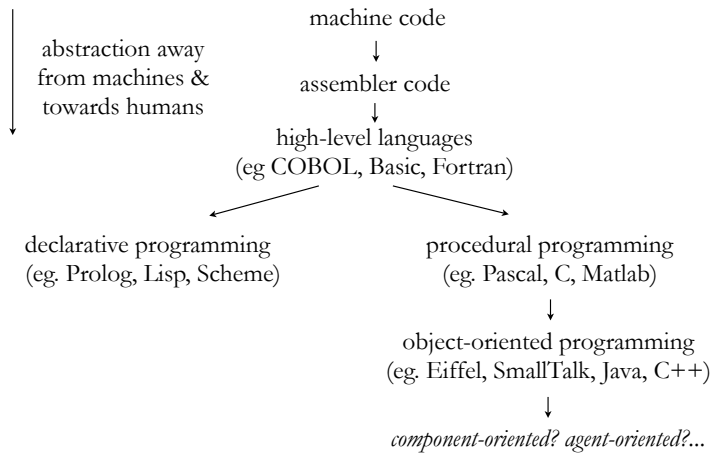 machine code
abstraction away
from machines &
towards humans
assembler code
high-level languages
(eg COBOL, Basic, Fortran)
declarative programming
(eg. Prolog, Lisp, Scheme)
procedural programming
(eg. Pascal, C, Matlab)
object-oriented programming
(eg. Eiffel, SmallTalk, Java, C++)
component-oriented? agent-oriented?...